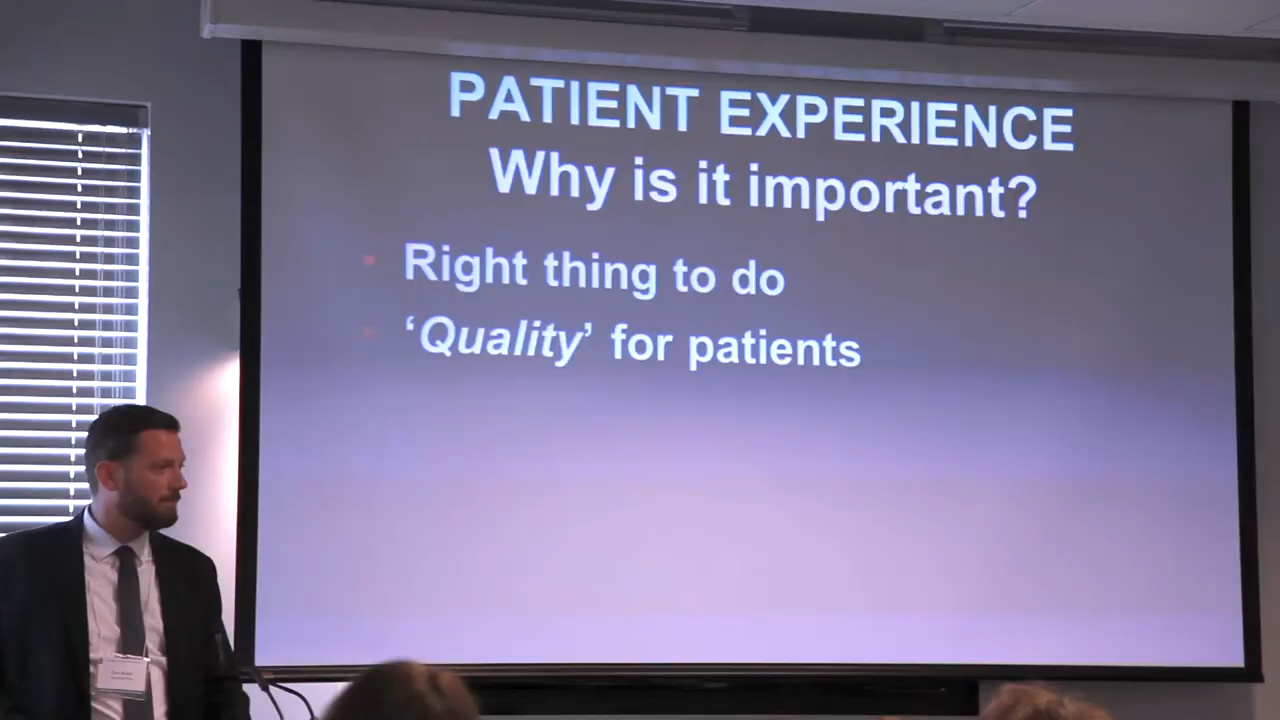 PATIENT EXPERIENCE
Why is it important?
Right thing to do
‘Quality’ for patients